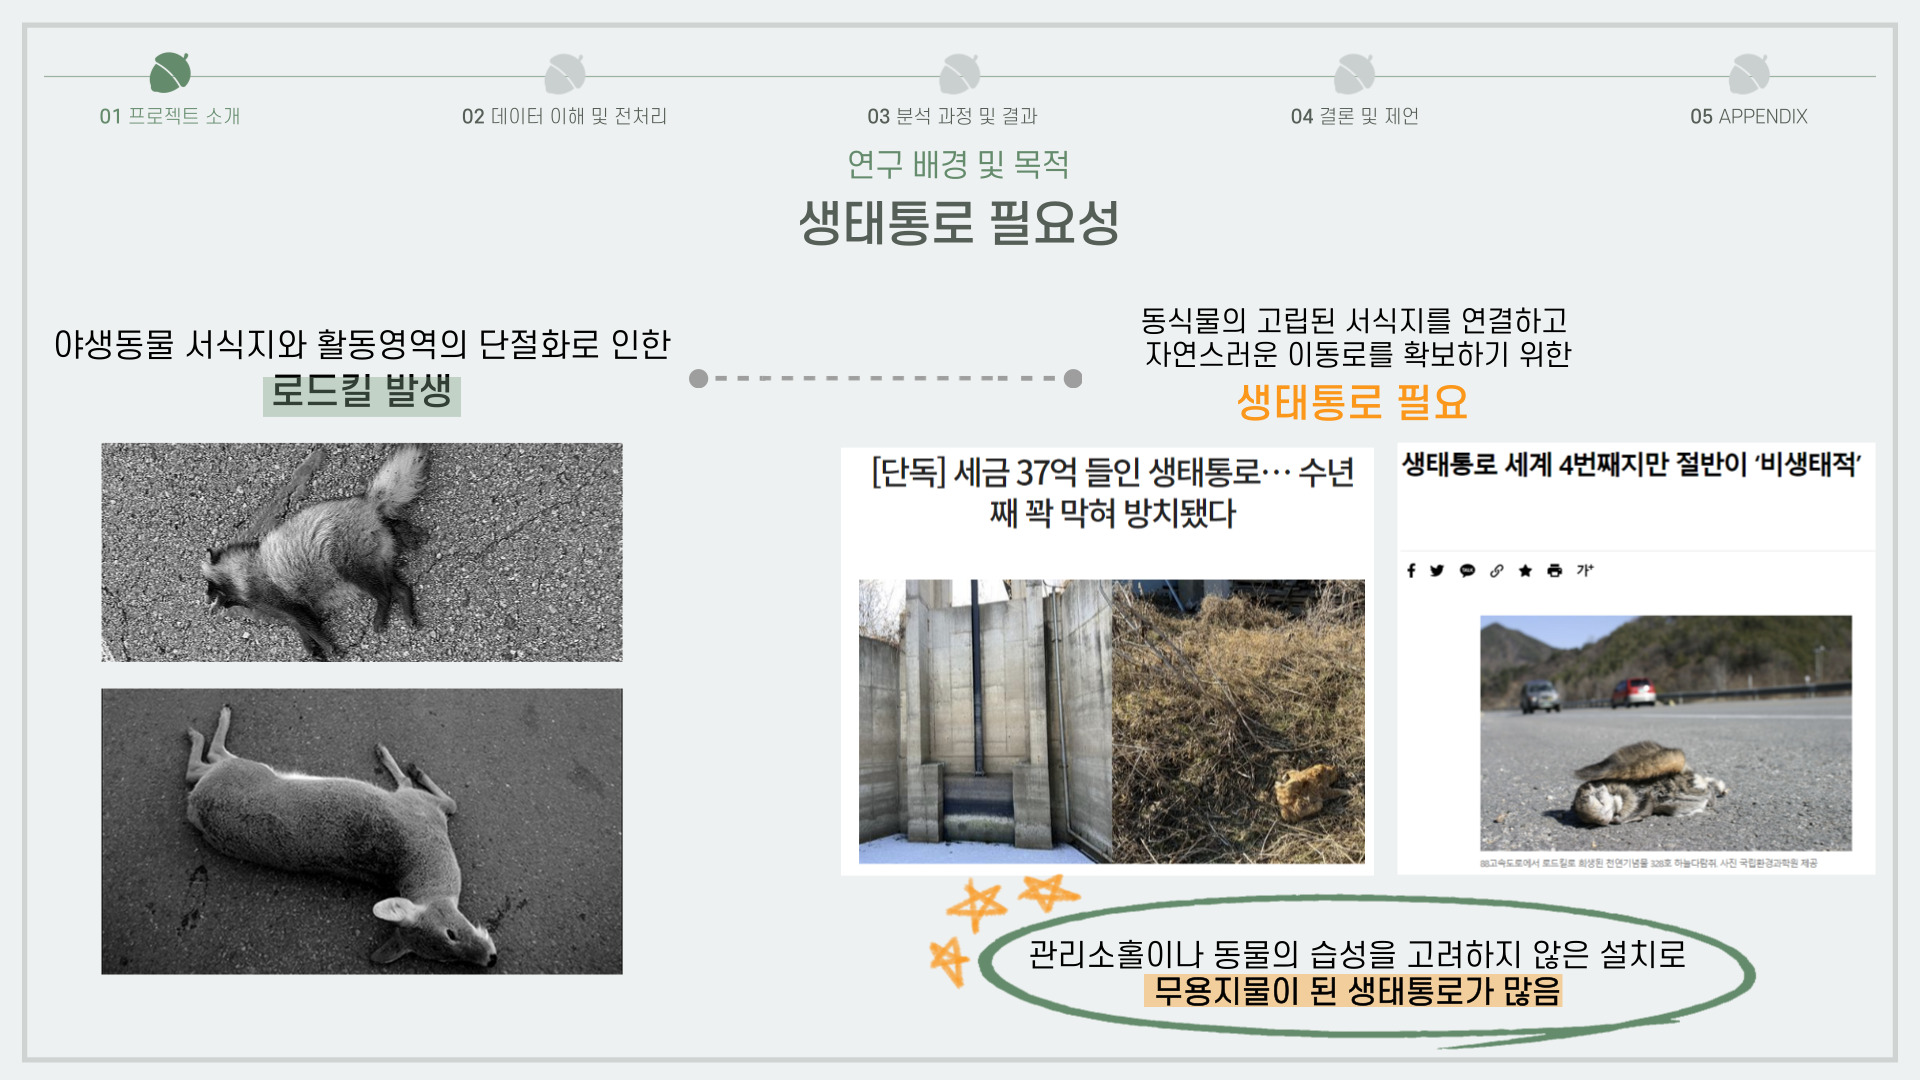 01 프로젝트 소개
02 데이터 이해 및 전처리
03 분석 과정 및 결과
04 결론 및 제언
05 APPENDIX
연구 배경 및 목적
생태통로 필요성
야생동물 서식지와 활동영역의 단절화로 인한
로드킬 발생
동식물의 고립된 서식지를 연결하고
자연스러운 이동로를 확보하기 위한
생태통로 필요
[단독] 세금 37억 들인 생태통로… 수년
째 꽉 막혀 방치됐다
생태통로 세계 4번째지만 절반이 ‘비생태적’
TALK
가+
88고속도로에서 로드킬로 희생된 천연기념물 328호 하늘다람쥐. 사진 국립환경과학원 제공
관리소홀이나 동물의 습성을 고려하지 않은 설치로
무용지물이 된 생태통로가 많음